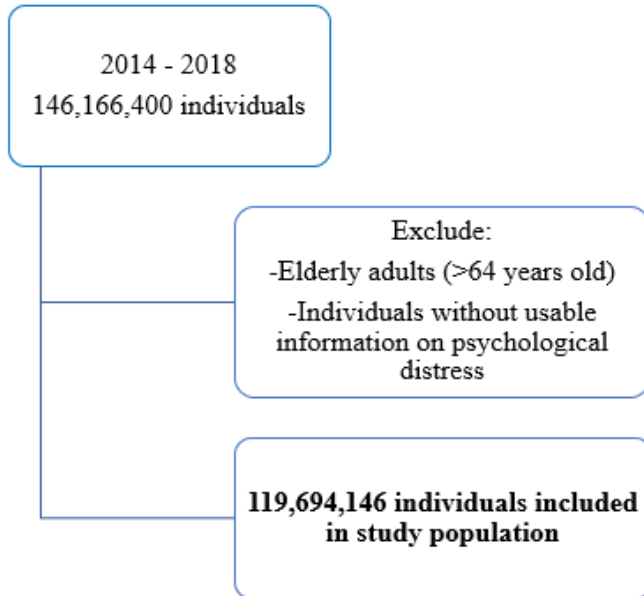 2014 - 2018
146,166,400 individuals
Exclude:
-Elderly adults (>64 years old)
-Individuals without usable
information on psychological
distress
119,694,146 individuals included
in study population